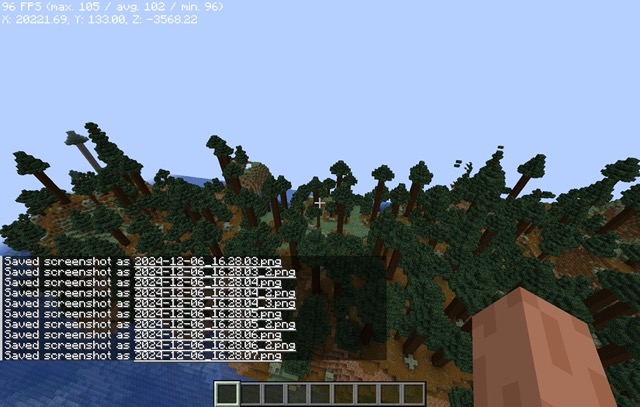 96 FPS (max. 105 / avg. 102 / min. 96)
X: 20221.69, Y: 133.00, Z: -3568.22
Saved screenshot as 2024-12-06_16.28.03.png
Saved screenshot as 2024-12-06_16.28.03_2.png
Saved screenshot as 2024-12-06_16.28.04.png
Saved screenshot as 2024-12-06_16.28.04_2.png
Saved screenshot as 2024-12-06_16.28.04_3.png
Saved screenshot as 2024-12-06_16.28.05.png
Saved screenshot as 2024-12-06_16.28.05_2.png
Saved screenshot as 2024-12-06_16.28.06.png
Saved screenshot as 2024-12-06_16.28.06_2.png
Saved screenshot as 2024-12-06_16.28.07.png